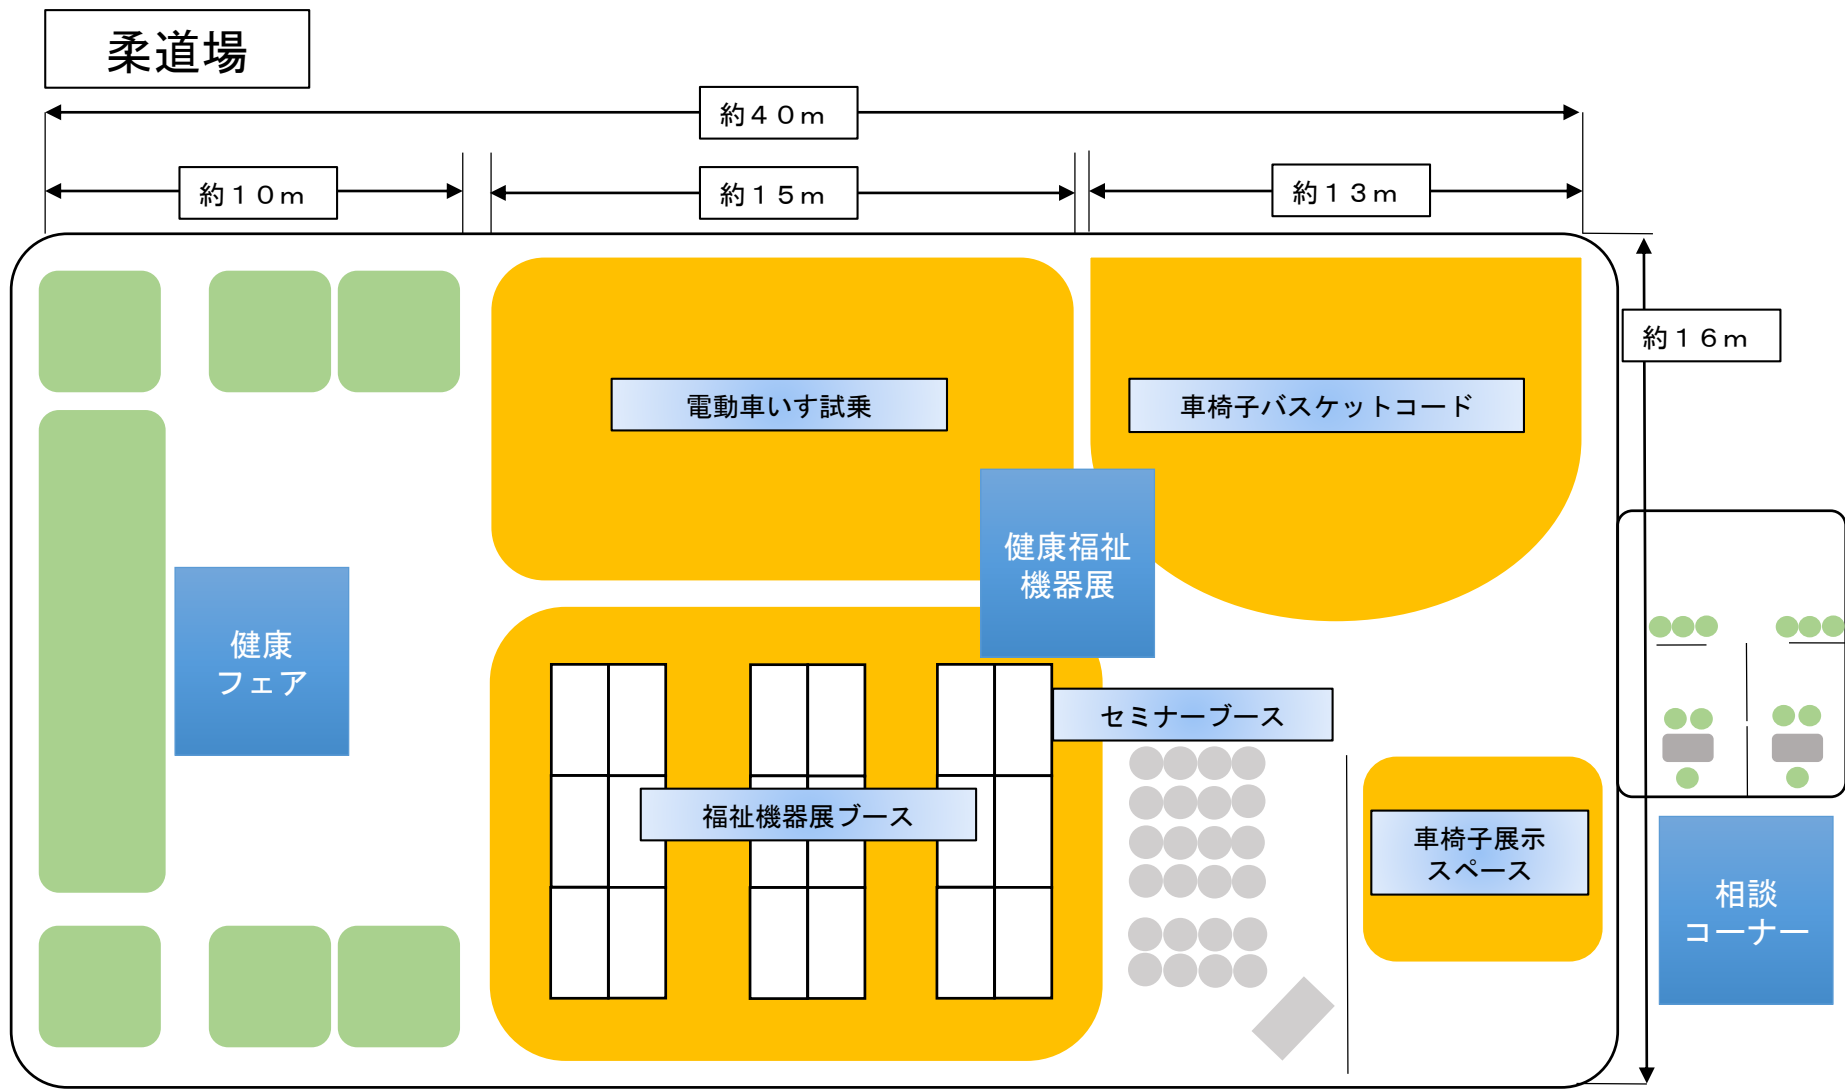 柔道場
約４０ｍ
約１０ｍ
約１５ｍ
約１３ｍ
約１６ｍ
電動車いす試乗
車椅子バスケットコード
健康福祉
機器展
健康
フェア
セミナーブース
福祉機器展ブース
車椅子展示
スペース
相談
コーナー